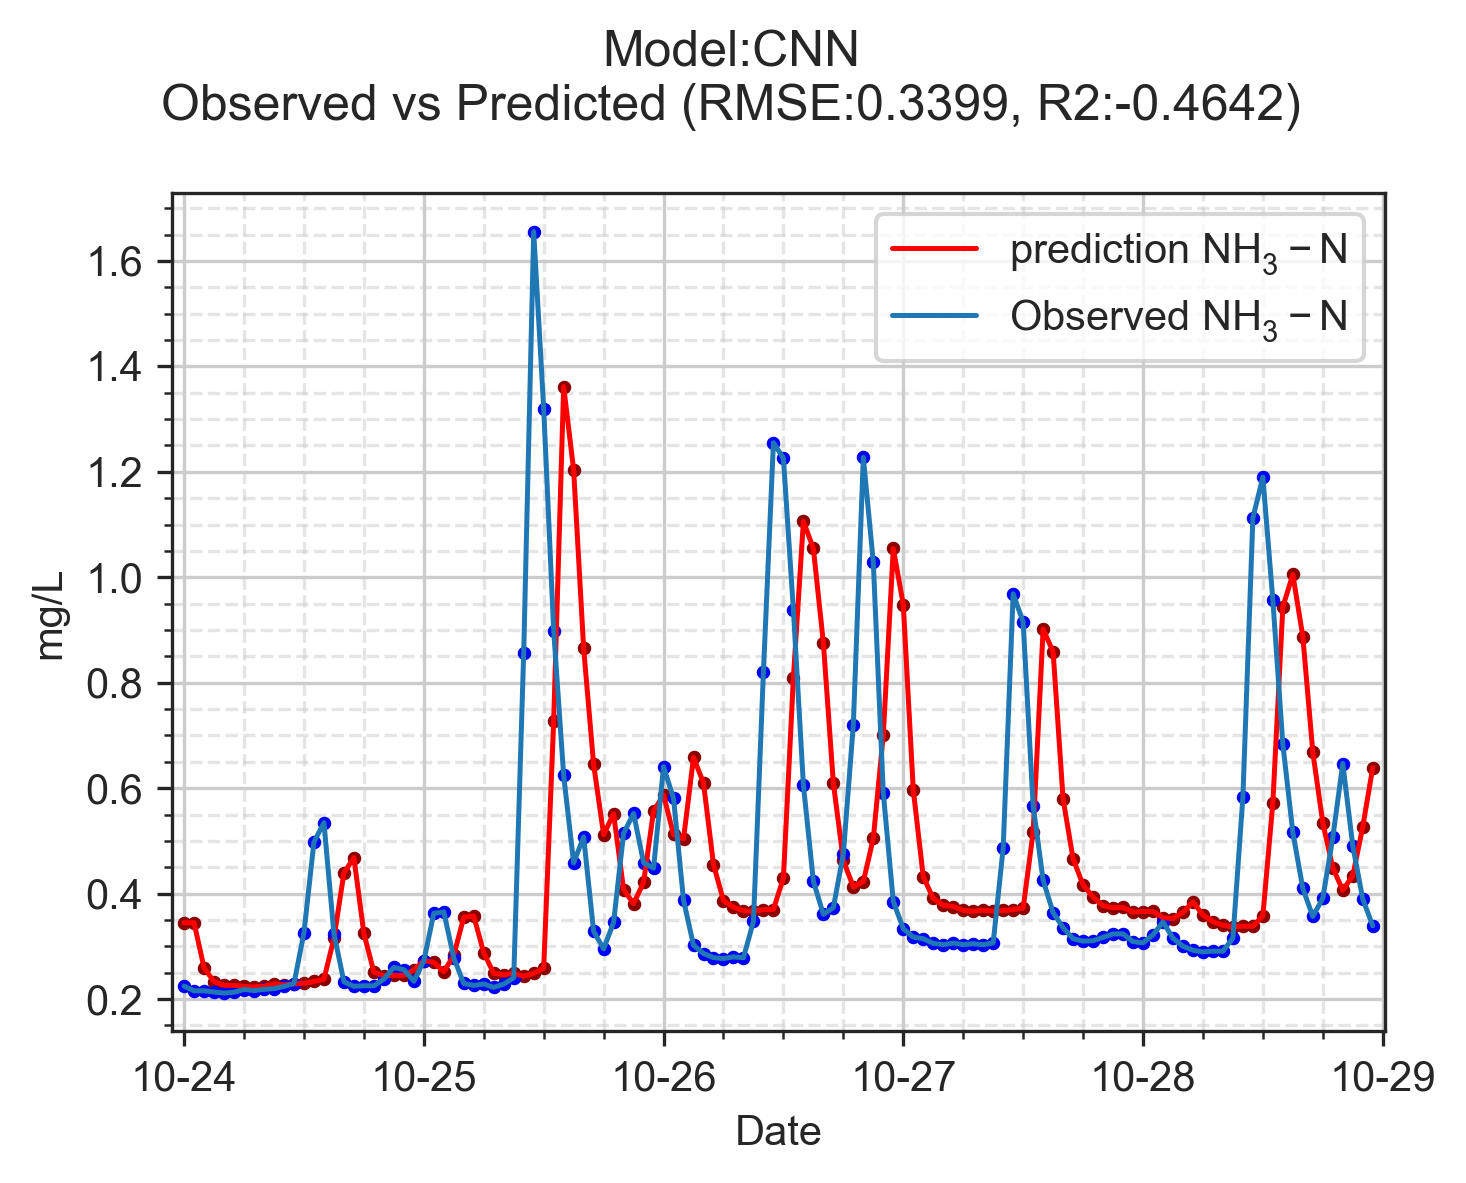 Model:CNN
Observed vs Predicted (RMSE:0.3399, R2:-0.4642)
prediction NH₃ − N
Observed NH₃ − N
1.6
1.4
1.2
1.0
0.8
0.6
0.4
0.2
mg/L
10-24 10-25 10-26 10-27 10-28 10-29
Date